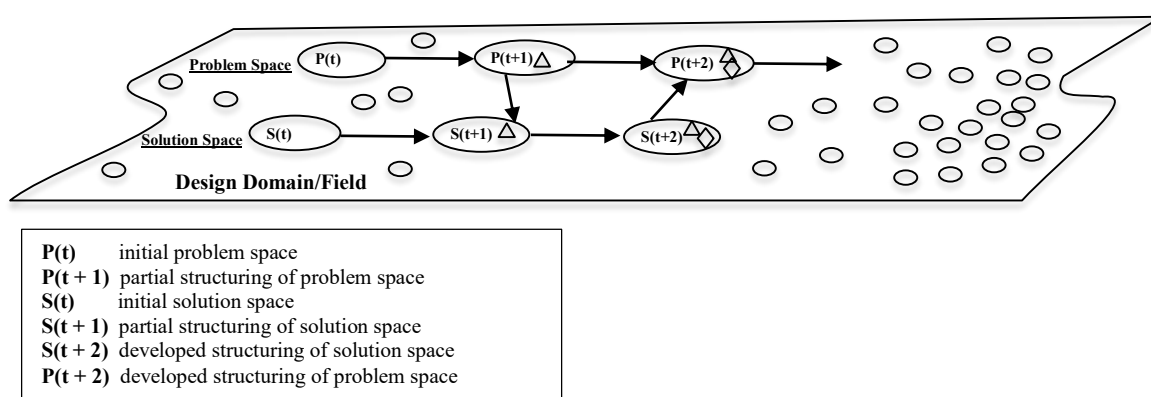 Problem Space P(t) P(t+1) P(t+2)
Solution Space S(t) S(t+1) S(t+2)
Design Domain/Field
P(t) initial problem space
P(t + 1) partial structuring of problem space
S(t) initial solution space
S(t + 1) partial structuring of solution space
S(t + 2) developed structuring of solution space
P(t + 2) developed structuring of problem space